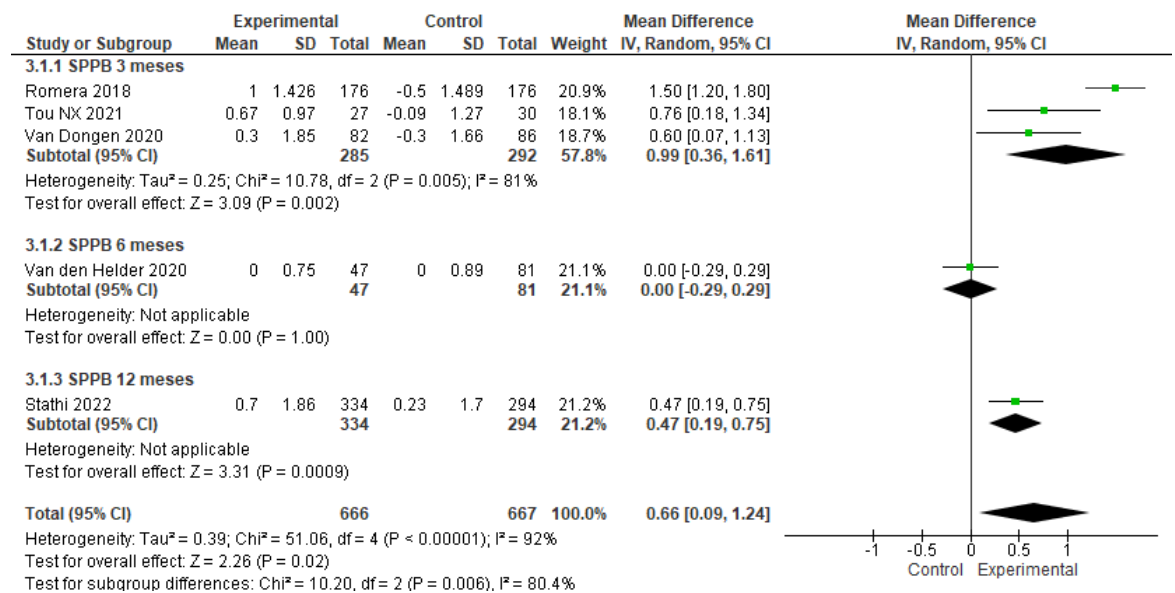 Experimental Control Mean Difference Mean Difference
Study or Subgroup Mean SD Total Mean SD Total Weight IV, Random, 95% CI IV, Random, 95% CI
3.1.1 SPPB 3 meses
Romera 2018 1 1.426 176 -0.5 1.489 176 20.9% 1.50 [1.20, 1.80]
Tou NX 2021 0.67 0.97 27 -0.09 1.27 30 18.1% 0.76 [0.18, 1.34]
Van Dongen 2020 0.3 1.85 82 -0.3 1.66 86 18.7% 0.60 [0.07, 1.13]
Subtotal (95% CI) 285 292 57.8% 0.99 [0.36, 1.61]
Heterogeneity: Tau² = 0.25; Chi² = 10.78, df = 2 (P = 0.005); I² = 81%
Test for overall effect: Z = 3.09 (P = 0.002)
3.1.2 SPPB 6 meses
Van den Helder 2020 0 0.75 47 0 0.89 81 21.1% 0.00 [-0.29, 0.29]
Subtotal (95% CI) 47 81 21.1% 0.00 [-0.29, 0.29]
Heterogeneity: Not applicable
Test for overall effect: Z = 0.00 (P = 1.00)
3.1.3 SPPB 12 meses
Stathi 2022 0.7 1.86 334 0.23 1.7 294 21.2% 0.47 [0.19, 0.75]
Subtotal (95% CI) 334 294 21.2% 0.47 [0.19, 0.75]
Heterogeneity: Not applicable
Test for overall effect: Z = 3.31 (P = 0.0009)
Total (95% CI) 666 667 100.0% 0.66 [0.09, 1.24]
Heterogeneity: Tau² = 0.39; Chi² = 51.06, df = 4 (P < 0.00001); I² = 92%
Test for overall effect: Z = 2.26 (P = 0.02)
Test for subgroup differences: Chi² = 10.20, df = 2 (P = 0.006), I² = 80.4%
-1 -0.5 0 0.5 1
Control Experimental